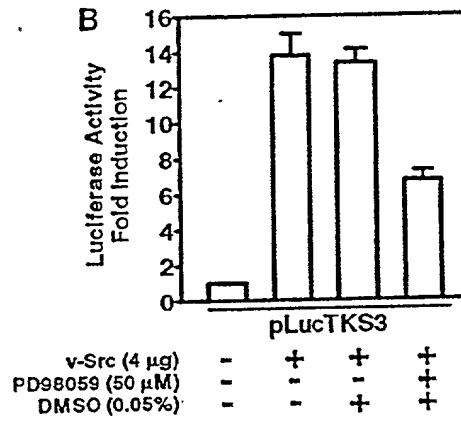 B
Luciferase Activity
Fold Induction
16
14
12
10
8
6
4
2
0
pLucTKS3
v-Src (4 μg) - + + +
PD98059 (50 μM) - - - +
DMSO (0.05%) - - + +